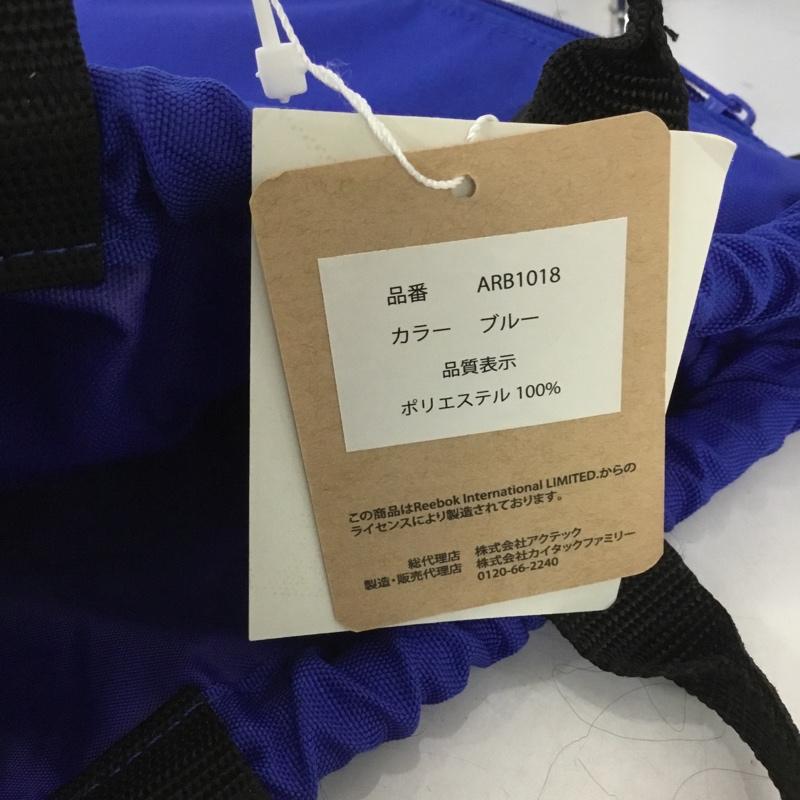 品番 ARB1018
カラー ブルー
品質表示
ポリエステル 100%
この商品はReebok International LIMITED.からの
ライセンスにより製造されております。
総代理店 株式会社アクテック
製造・販売代理店 株式会社カイタックファミリー
0120-66-2240